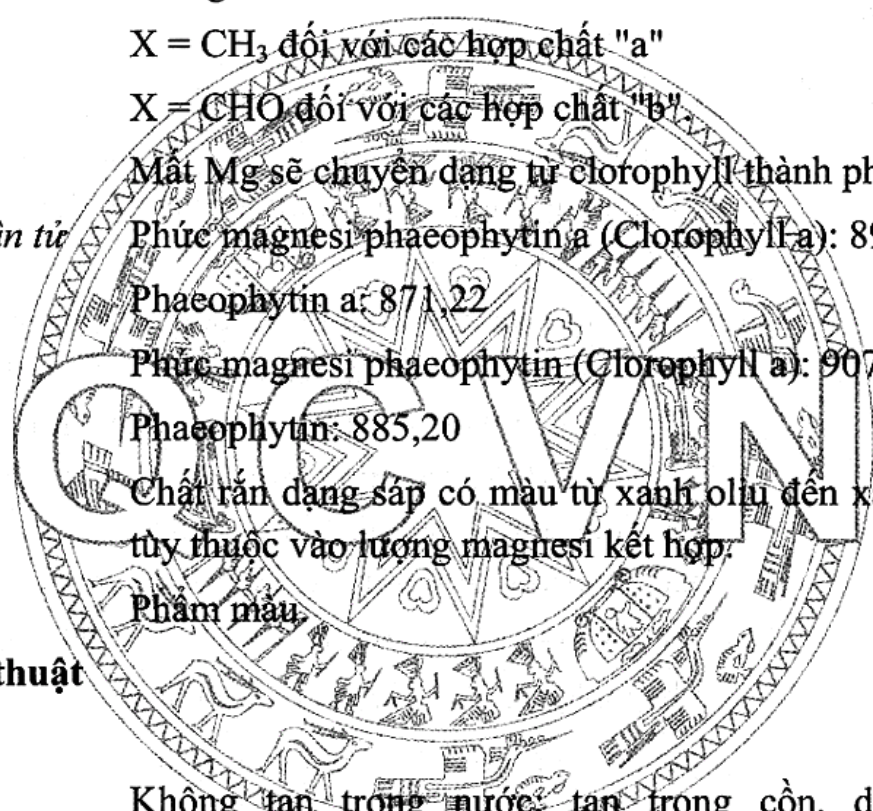 X = CH₃ đối với các hợp chất "a"
X = CHO đối với các hợp chất "b".
Mất Mg sẽ chuyển dạng từ clorophyll thành ph
ân tử Phức magnesi phaeophytin a (Clorophyll a): 89
Phaeophytin a: 871,22
Phức magnesi phaeophytin (Clorophyll a): 907
Phaeophytin: 885,20
QCVN
Chất rắn dạng sáp có màu từ xanh oliu đến x
tùy thuộc vào lượng magnesi kết hợp.
Phẩm màu.
thuật
Không tan trong nước, tan trong cồn, d